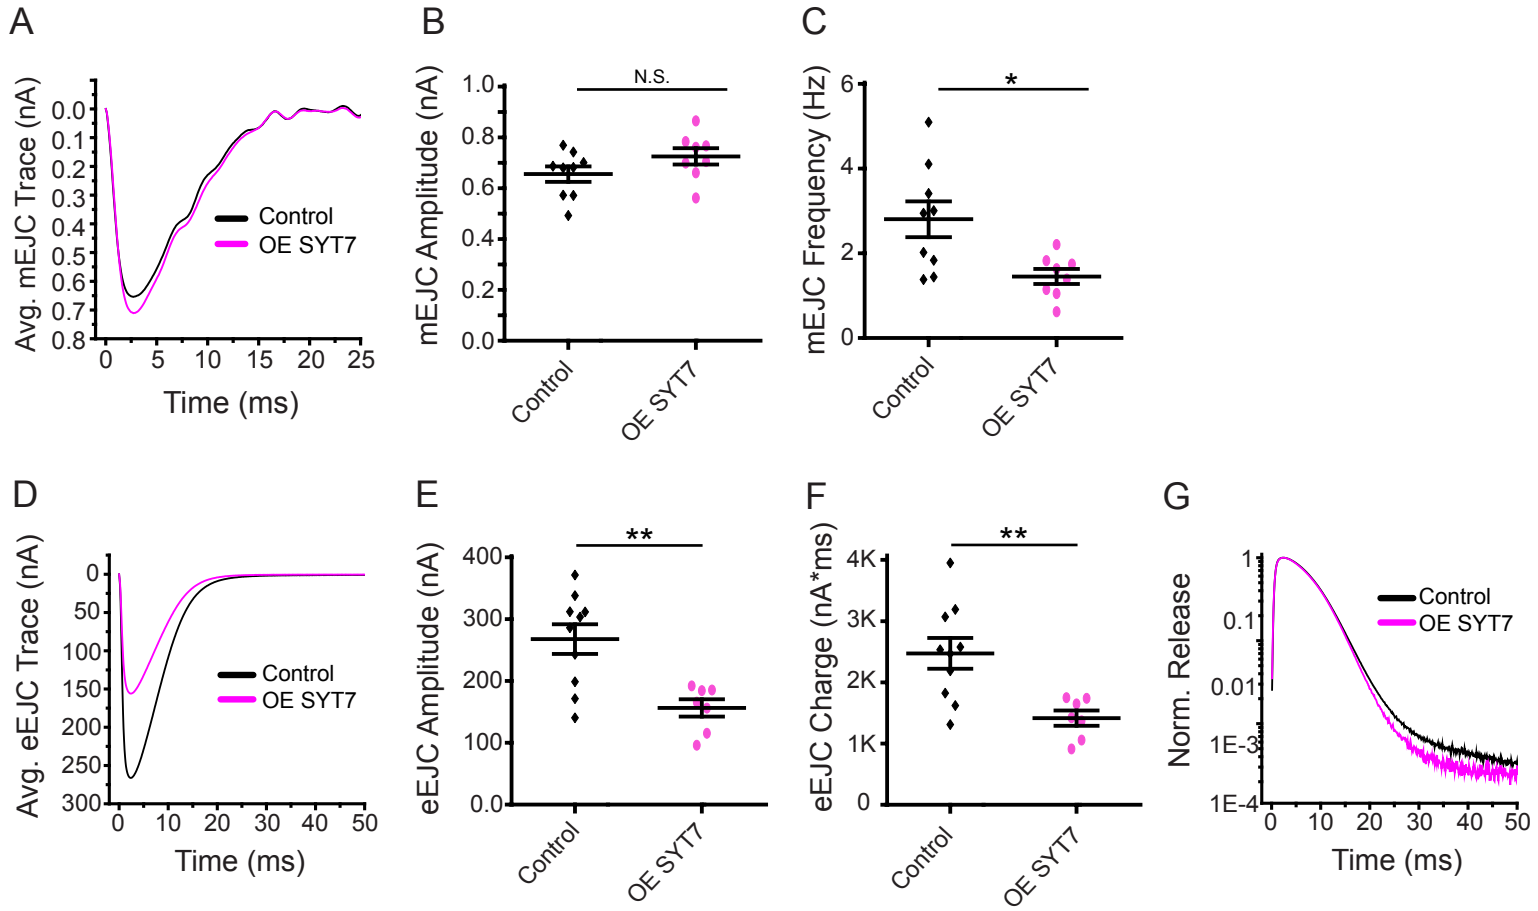 A
Avg. mEJC Trace (nA)
0.0
0.1
0.2
0.3
0.4
0.5
0.6
0.7
0.8
Control
OE SYT7
0 5 10 15 20 25
Time (ms)
B
mEJC Amplitude (nA)
1.0
0.8
0.6
0.4
0.2
0.0
N.S.
Control
OE SYT7
C
mEJC Frequency (Hz)
6
4
2
0
*
Control
OE SYT7
D
Avg. eEJC Trace (nA)
0
50
100
150
200
250
300
Control
OE SYT7
0 10 20 30 40 50
Time (ms)
E
eEJC Amplitude (nA)
400
300
200
100
0.0
**
Control
OE SYT7
F
eEJC Charge (nA*ms)
4K
3K
2K
1K
0
**
Control
OE SYT7
G
Norm. Release
1
0.1
0.01
1E-3
1E-4
Control
OE SYT7
0 10 20 30 40 50
Time (ms)